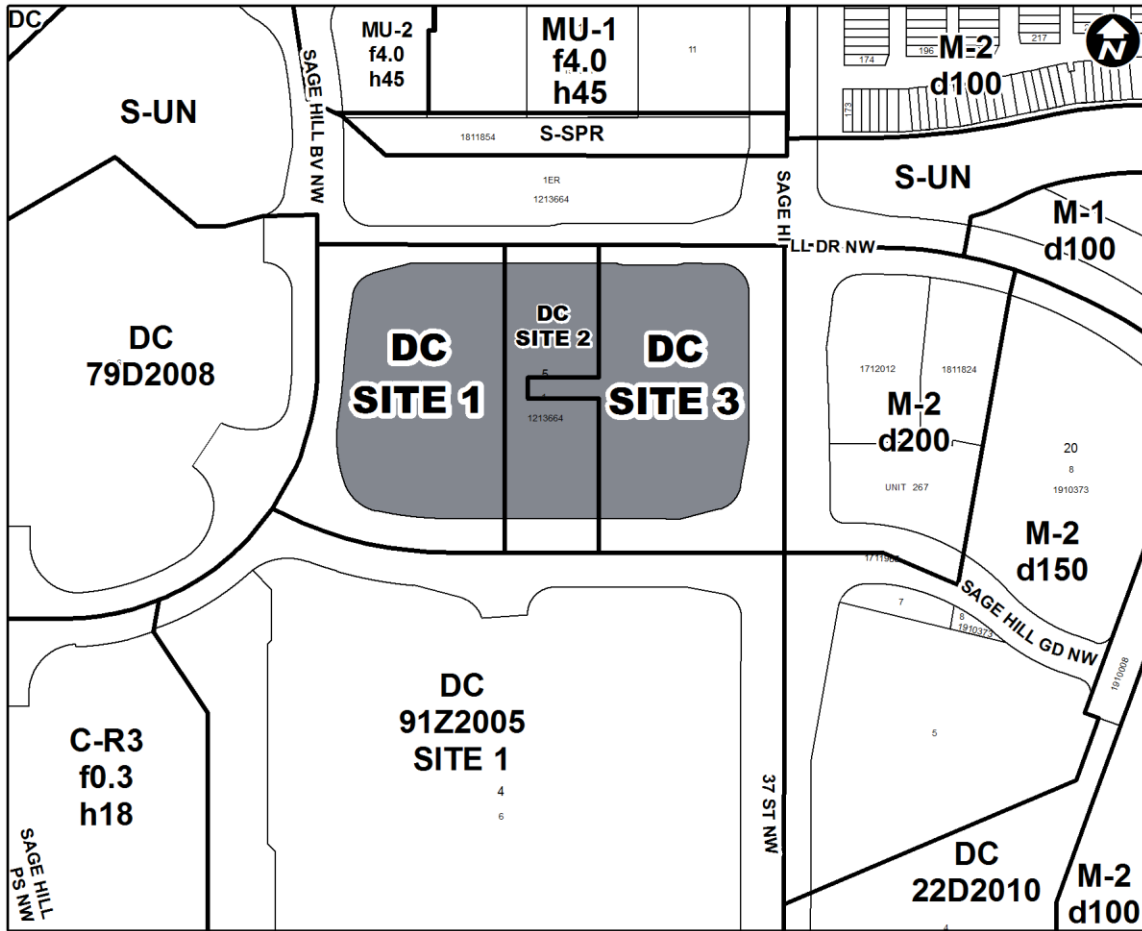 DC
S-UN
SAGE HILL BV NW
MU-2
f4.0
h45
MU-1
f4.0
h45
11
174
196
217
M-2
d100
N
173
1811854
S-SPR
1ER
1213664
S-UN
M-1
d100
SAGE HILL DR NW
DC
79D2008
DC
SITE 1
DC
SITE 2
5
1
1213664
DC
SITE 3
1712012
1811824
M-2
d200
UNIT 267
20
8
1910373
M-2
d150
SAGE HILL GD NW
7
8
1910373
1910008
5
C-R3
f0.3
h18
SAGE HILL
PS NW
DC
91Z2005
SITE 1
4
6
37 ST NW
DC
22D2010
4
M-2
d100